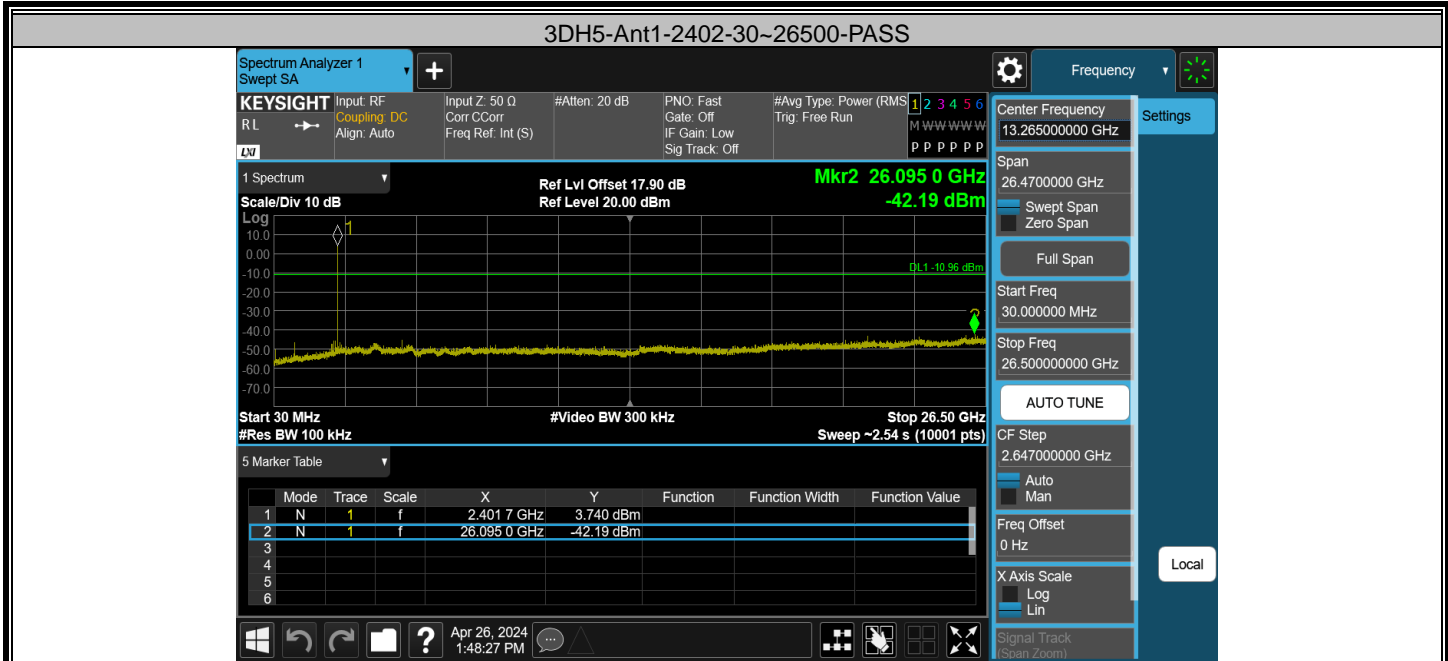 3DH5-Ant1-2402-30~26500-PASS
Spectrum Analyzer 1
Swept SA
Frequency
KEYSIGHT
RL
LXI
Input: RF
Coupling: DC
Align: Auto
Input Z: 50 Ω
Corr CCorr
Freq Ref: Int (S)
#Atten: 20 dB
PNO: Fast
Gate: Off
IF Gain: Low
Sig Track: Off
#Avg Type: Power (RMS
Trig: Free Run
1 2 3 4 5 6
M W W W W W
P P P P P P
1 Spectrum
Scale/Div 10 dB
Ref Lvl Offset 17.90 dB
Ref Level 20.00 dBm
Mkr2 26.095 0 GHz
-42.19 dBm
Log
10.0
0.00
-10.0
-20.0
-30.0
-40.0
-50.0
-60.0
-70.0
1
DL1 -10.96 dBm
2
Start 30 MHz
#Video BW 300 kHz
Stop 26.50 GHz
#Res BW 100 kHz
Sweep ~2.54 s (10001 pts)
5 Marker Table
Mode Trace Scale X Y Function Function Width Function Value
1 N 1 f 2.401 7 GHz 3.740 dBm
2 N 1 f 26.095 0 GHz -42.19 dBm
3
4
5
6
Center Frequency
13.265000000 GHz
Span
26.4700000 GHz
Swept Span
Zero Span
Full Span
Start Freq
30.000000 MHz
Stop Freq
26.500000000 GHz
AUTO TUNE
CF Step
2.647000000 GHz
Auto
Man
Freq Offset
0 Hz
X Axis Scale
Log
Lin
Signal Track
(Span Zoom)
Settings
Local
?
Apr 26, 2024
1:48:27 PM